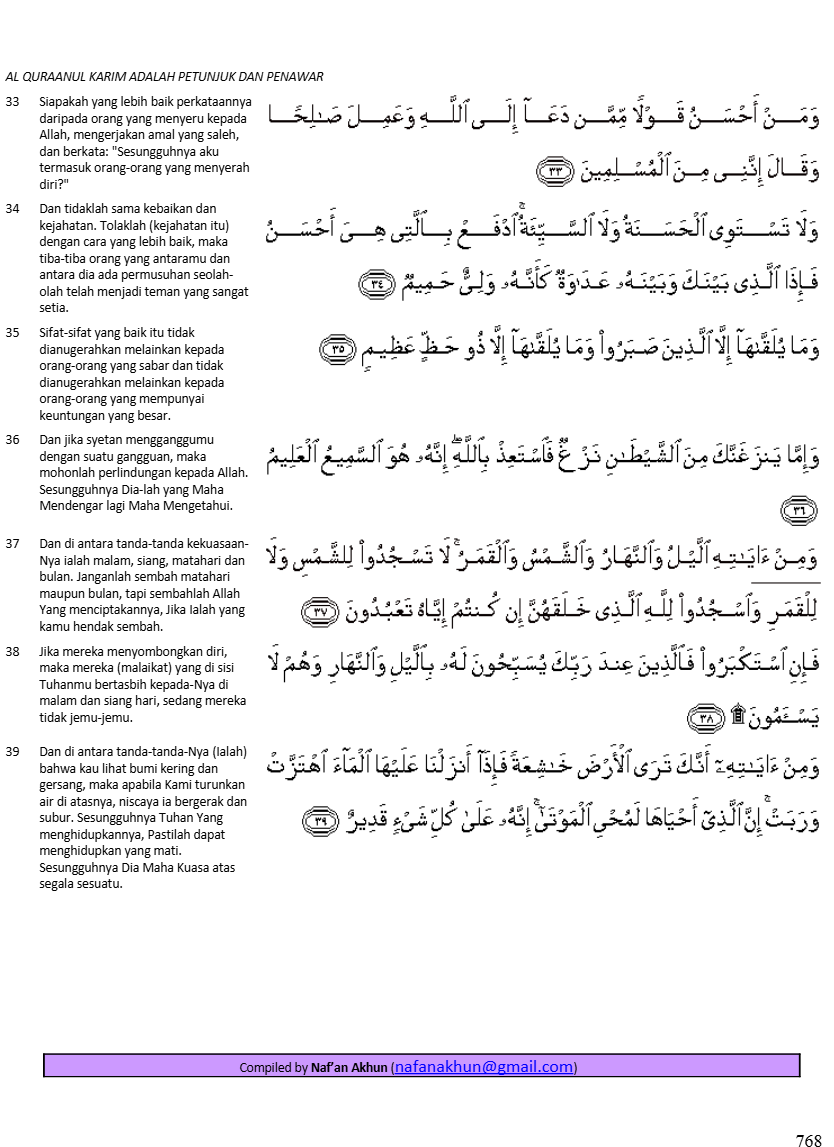 AL QURAANUL KARIM ADALAH PETUNJUK DAN PENAWAR
33 Siapakah yang lebih baik perkataannya
daripada orang yang menyeru kepada
Allah, mengerjakan amal yang saleh,
dan berkata: "Sesungguhnya aku
termasuk orang-orang yang menyerah
diri?"
وَمَنْ أَحْسَنُ قَوْلًا مِّمَّن دَعَآ إِلَى ٱللَّهِ وَعَمِلَ صَـٰلِحًا
وَقَالَ إِنَّنِى مِنَ ٱلْمُسْلِمِينَ ٣٣
34 Dan tidaklah sama kebaikan dan
kejahatan. Tolaklah (kejahatan itu)
dengan cara yang lebih baik, maka
tiba-tiba orang yang antaramu dan
antara dia ada permusuhan seolah-
olah telah menjadi teman yang sangat
setia.
وَلَا تَسْتَوِى ٱلْحَسَنَةُ وَلَا ٱلسَّيِّئَةُ ۚ ٱدْفَعْ بِٱلَّتِى هِىَ أَحْسَنُ
فَإِذَا ٱلَّذِى بَيْنَكَ وَبَيْنَهُۥ عَدَٰوَةٌ كَأَنَّهُۥ وَلِىٌّ حَمِيمٌ ٣٤
35 Sifat-sifat yang baik itu tidak
dianugerahkan melainkan kepada
orang-orang yang sabar dan tidak
dianugerahkan melainkan kepada
orang-orang yang mempunyai
keuntungan yang besar.
وَمَا يُلَقَّىٰهَآ إِلَّا ٱلَّذِينَ صَبَرُوا۟ وَمَا يُلَقَّىٰهَآ إِلَّا ذُو حَظٍّ عَظِيمٍ ٣٥
36 Dan jika syetan mengganggumu
dengan suatu gangguan, maka
mohonlah perlindungan kepada Allah.
Sesungguhnya Dia-lah yang Maha
Mendengar lagi Maha Mengetahui.
وَإِمَّا يَنزَغَنَّكَ مِنَ ٱلشَّيْطَـٰنِ نَزْغٌ فَٱسْتَعِذْ بِٱللَّهِ ۖ إِنَّهُۥ هُوَ ٱلسَّمِيعُ ٱلْعَلِيمُ
٣٦
37 Dan di antara tanda-tanda kekuasaan-
Nya ialah malam, siang, matahari dan
bulan. Janganlah sembah matahari
maupun bulan, tapi sembahlah Allah
Yang menciptakannya, Jika Ialah yang
kamu hendak sembah.
وَمِنْ ءَايَـٰتِهِ ٱلَّيْلُ وَٱلنَّهَارُ وَٱلشَّمْسُ وَٱلْقَمَرُ ۚ لَا تَسْجُدُوا۟ لِلشَّمْسِ وَلَا
لِلْقَمَرِ وَٱسْجُدُوا۟ لِلَّهِ ٱلَّذِى خَلَقَهُنَّ إِن كُنتُمْ إِيَّاهُ تَعْبُدُونَ ٣٧
38 Jika mereka menyombongkan diri,
maka mereka (malaikat) yang di sisi
Tuhanmu bertasbih kepada-Nya di
malam dan siang hari, sedang mereka
tidak jemu-jemu.
فَإِنِ ٱسْتَكْبَرُوا۟ فَٱلَّذِينَ عِندَ رَبِّكَ يُسَبِّحُونَ لَهُۥ بِٱلَّيْلِ وَٱلنَّهَارِ وَهُمْ لَا
يَسْـَٔمُونَ ۩ ٣٨
39 Dan di antara tanda-tanda-Nya (Ialah)
bahwa kau lihat bumi kering dan
gersang, maka apabila Kami turunkan
air di atasnya, niscaya ia bergerak dan
subur. Sesungguhnya Tuhan Yang
menghidupkannya, Pastilah dapat
menghidupkan yang mati.
Sesungguhnya Dia Maha Kuasa atas
segala sesuatu.
وَمِنْ ءَايَـٰتِهِۦٓ أَنَّكَ تَرَى ٱلْأَرْضَ خَـٰشِعَةً فَإِذَآ أَنزَلْنَا عَلَيْهَا ٱلْمَآءَ ٱهْتَزَّتْ
وَرَبَتْ ۚ إِنَّ ٱلَّذِىٓ أَحْيَاهَا لَمُحْىِ ٱلْمَوْتَىٰٓ ۚ إِنَّهُۥ عَلَىٰ كُلِّ شَىْءٍ قَدِيرٌ ٣٩
Compiled by Naf’an Akhun (nafanakhun@gmail.com)
768